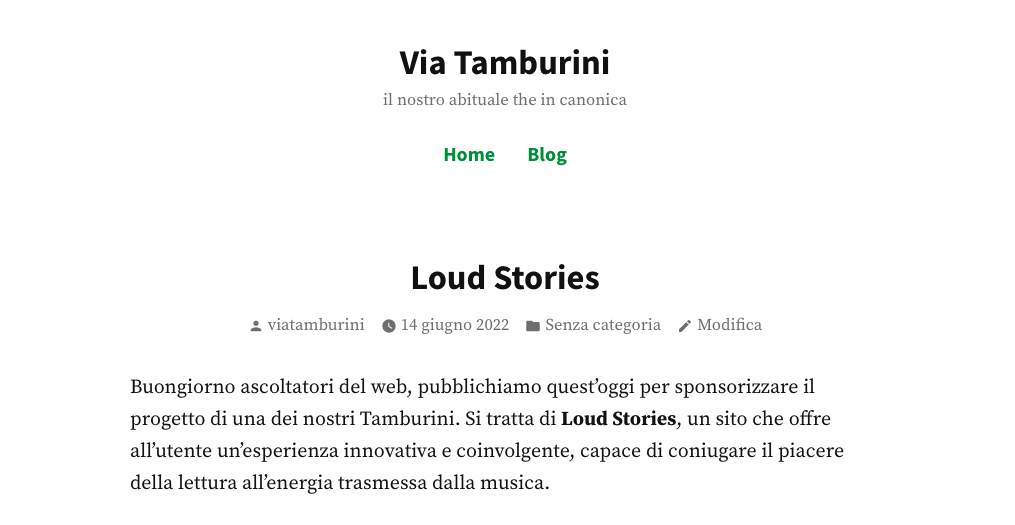 Via Tamburini
il nostro abituale the in canonica
Home Blog
Loud Stories
viatamburini 14 giugno 2022 Senza categoria Modifica
Buongiorno ascoltatori del web, pubblichiamo quest’oggi per sponsorizzare il
progetto di una dei nostri Tamburini. Si tratta di Loud Stories, un sito che offre
all’utente un’esperienza innovativa e coinvolgente, capace di coniugare il piacere
della lettura all’energia trasmessa dalla musica.